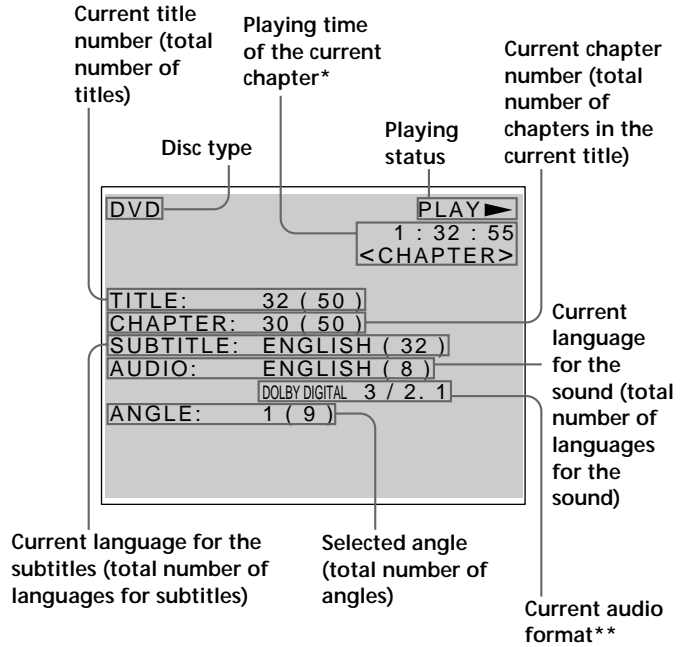 Current title
number (total
number of
titles)
Playing time
of the current
chapter*
Current chapter
number (total
number of
chapters in the
current title)
Disc type
Playing
status
DVD
PLAY►
1 : 32 : 55
<CHAPTER>
TITLE: 32 ( 50 )
CHAPTER: 30 ( 50 )
SUBTITLE: ENGLISH ( 32 )
AUDIO: ENGLISH ( 8 )
DOLBY DIGITAL 3 / 2. 1
ANGLE: 1 ( 9 )
Current
language
for the
sound (total
number of
languages
for the
sound)
Current language for the
subtitles (total number of
languages for subtitles)
Selected angle
(total number of
angles)
Current audio
format**